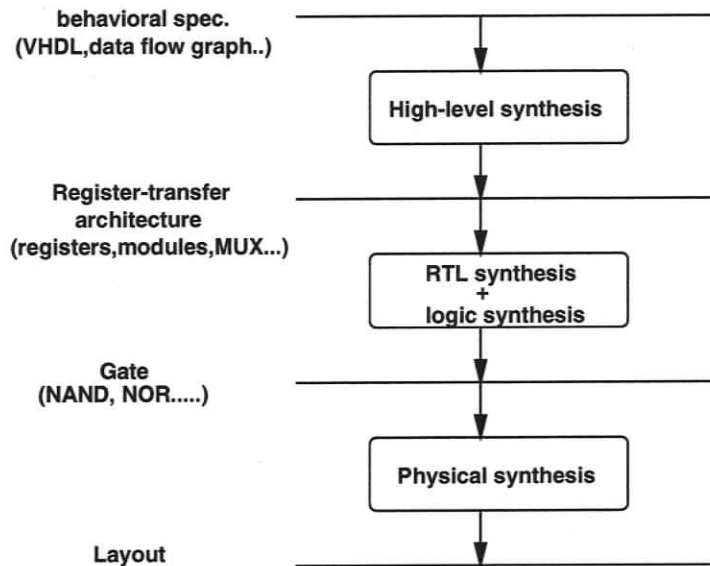 behavioral spec.
(VHDL,data flow graph..)
High-level synthesis
Register-transfer
architecture
(registers,modules,MUX...)
RTL synthesis
+
logic synthesis
Gate
(NAND, NOR.....)
Physical synthesis
Layout